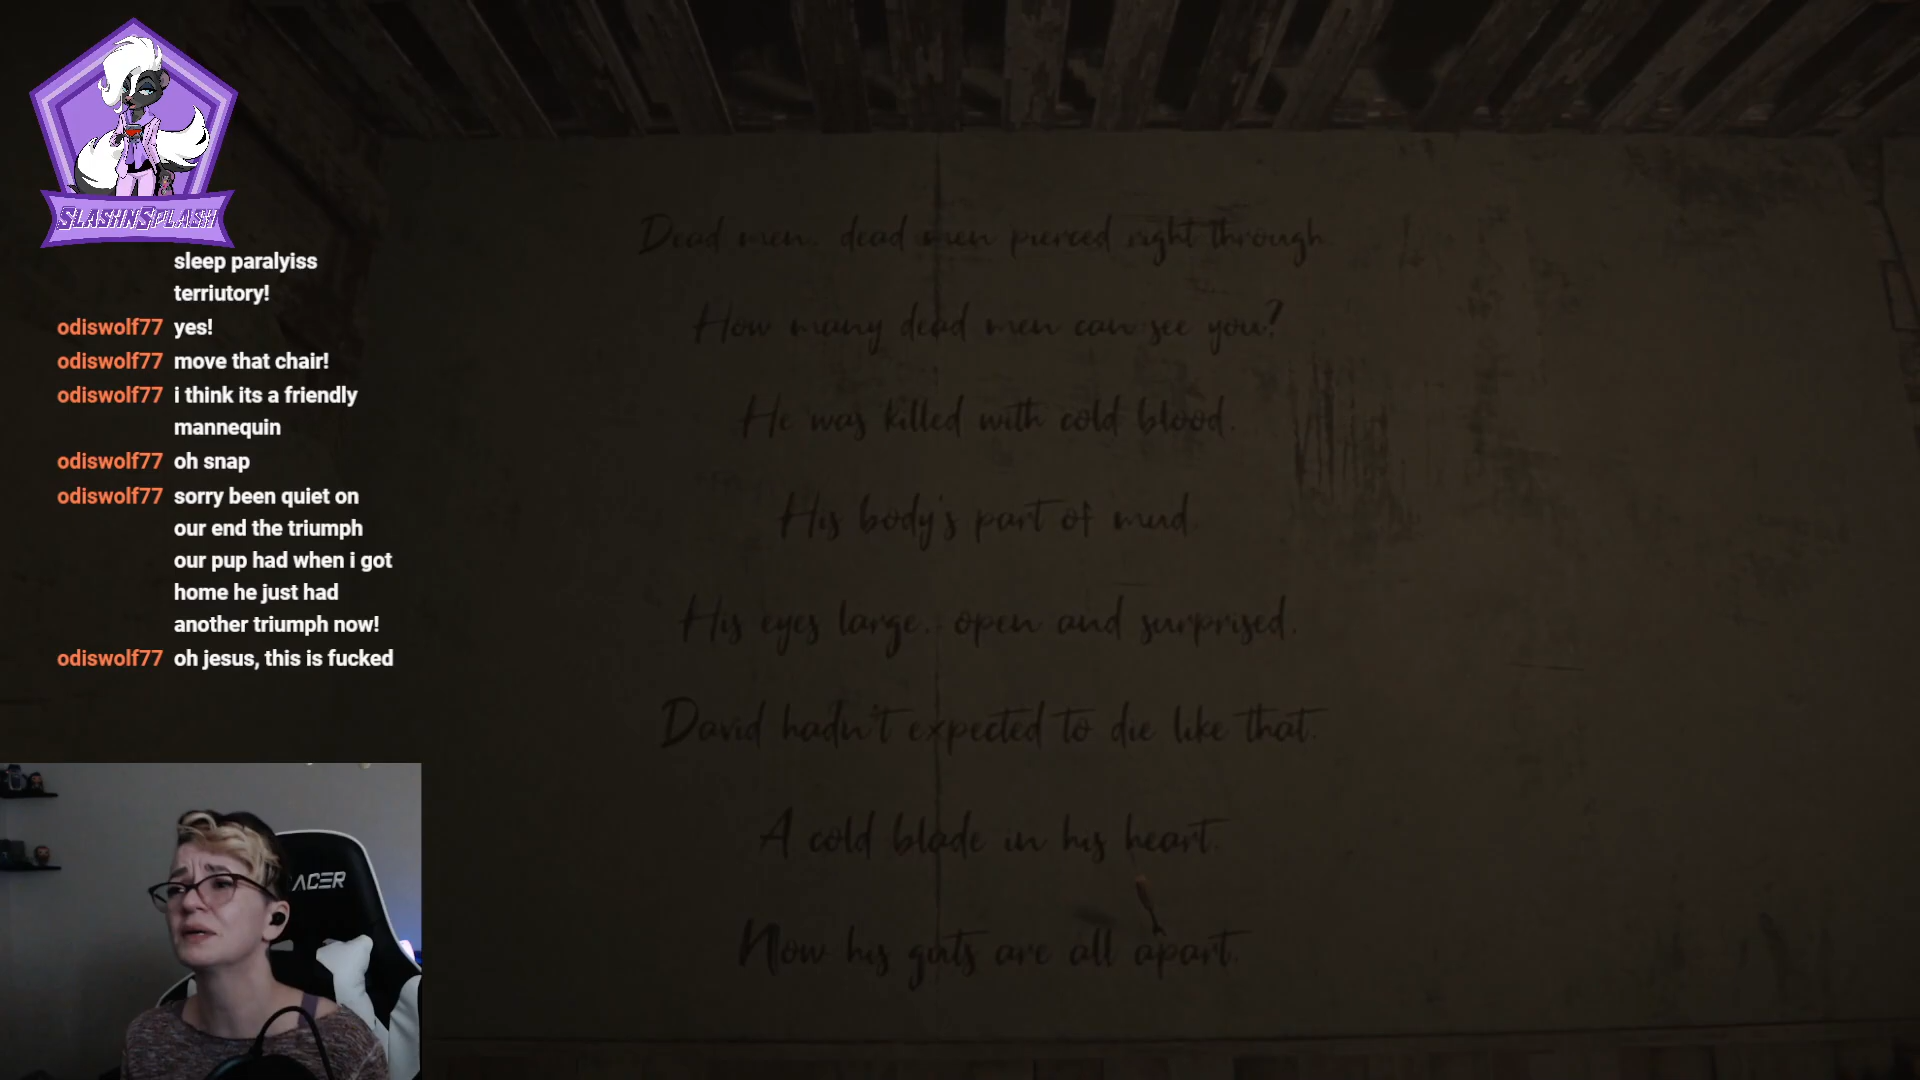 SLASHNSPLASH
sleep paralyiss
terriutory!
odiswolf77 yes!
odiswolf77 move that chair!
odiswolf77 i think its a friendly
mannequin
odiswolf77 oh snap
odiswolf77 sorry been quiet on
our end the triumph
our pup had when i got
home he just had
another triumph now!
odiswolf77 oh jesus, this is fucked
Dead men, dead men pierced right through.
How many dead men can see you?
He was killed with cold blood.
His body's part of mud.
His eyes large, open and surprised.
David hadn't expected to die like that.
A cold blade in his heart.
Now his guts are all apart.
ACER